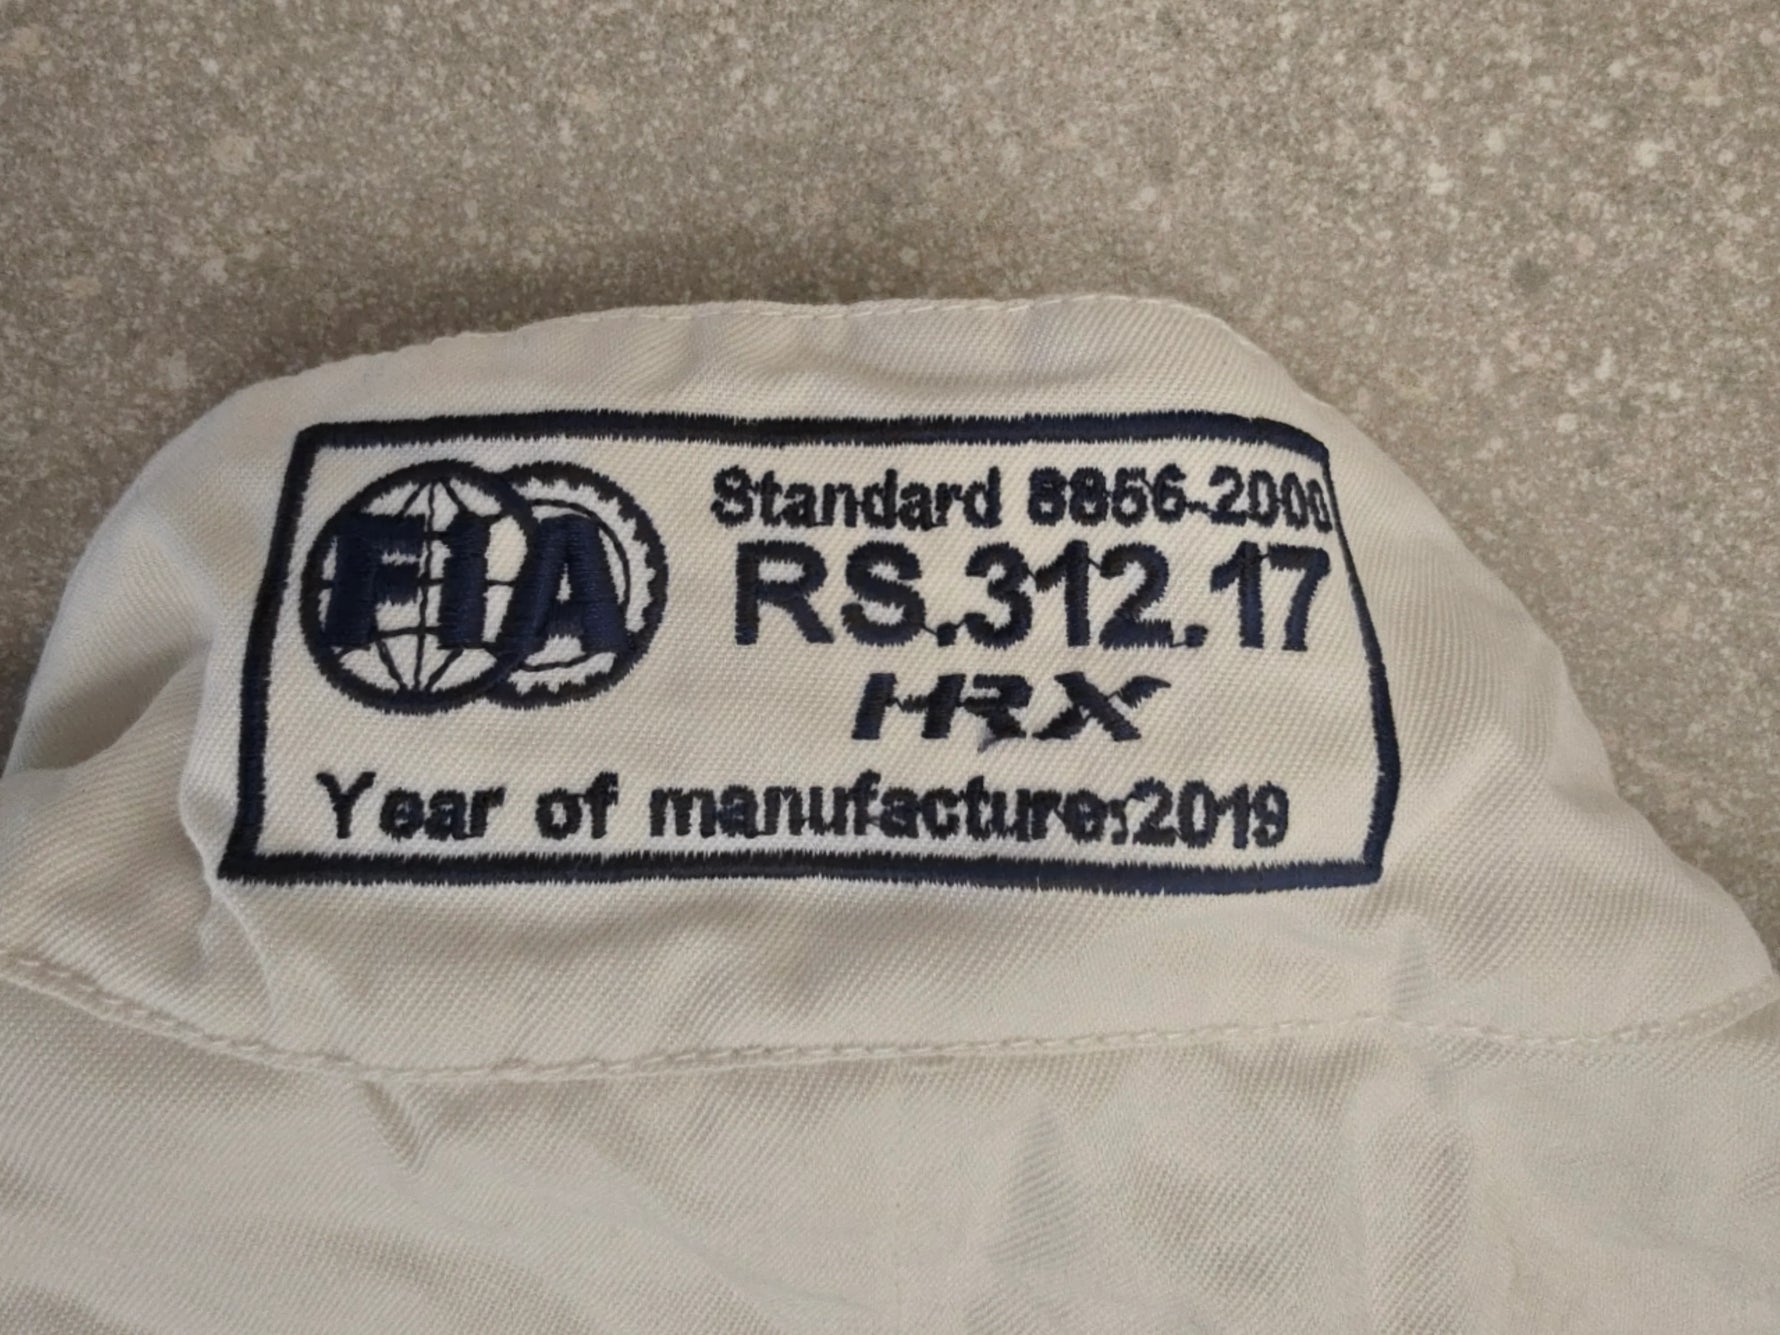 FIA
Standard 8856-2000
RS.312.17
HRX
Year of manufacture:2019